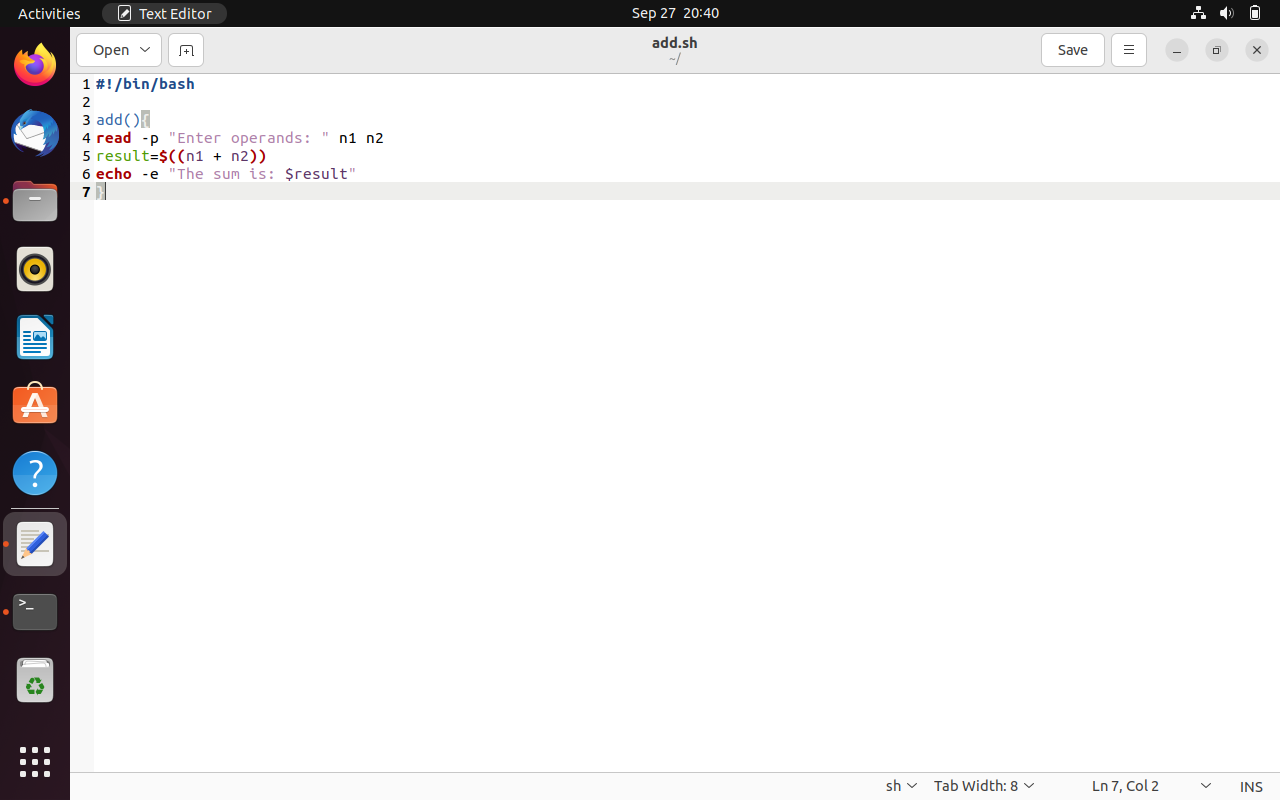 Activities
Text Editor
Sep 27 20:40
Open
add.sh
~/
Save
1 #!/bin/bash
2
3 add(){
4 read -p "Enter operands: " n1 n2
5 result=$((n1 + n2))
6 echo -e "The sum is: $result"
7 }
>_
?
sh
Tab Width: 8
Ln 7, Col 2
INS